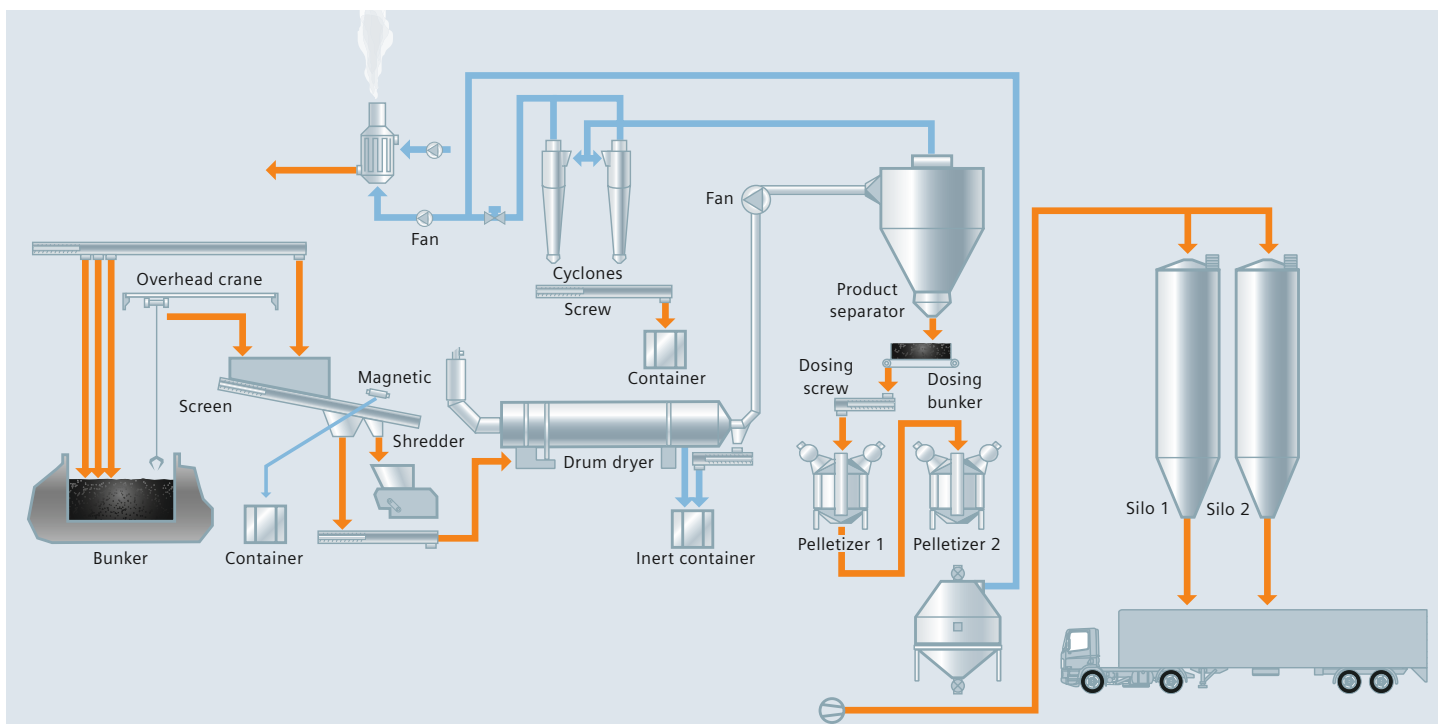 Fan
Fan
Overhead crane
Cyclones
Screw
Product
separator
Container
Magnetic
Dosing
screw
Dosing
bunker
Screen
Shredder
Drum dryer
Silo 1
Silo 2
Bunker
Container
Inert container
Pelletizer 1
Pelletizer 2